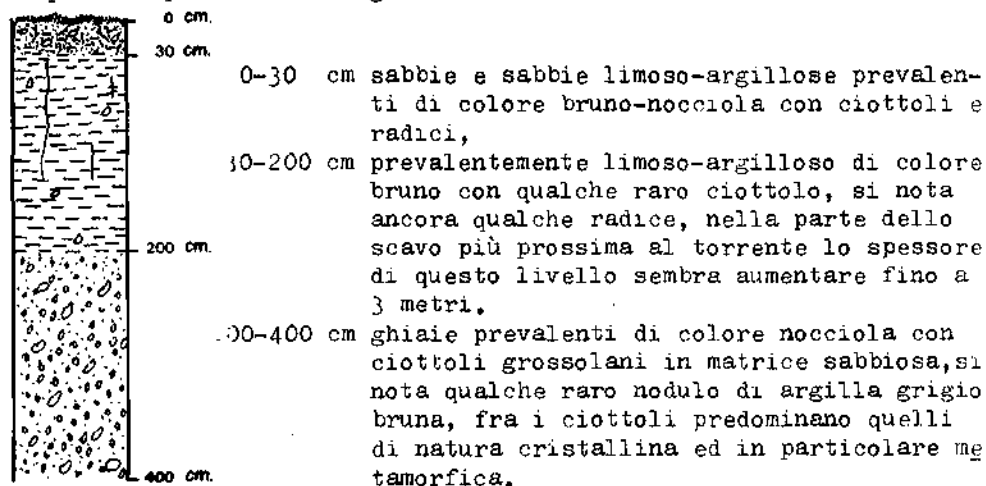 0 cm.
30 cm.
0-30 cm sabbie e sabbie limoso-argillose prevalen-
ti di colore bruno-nocciola con ciottoli e
radici,
30-200 cm prevalentemente limoso-argilloso di colore
bruno con qualche raro ciottolo, si nota
ancora qualche radice, nella parte dello
scavo più prossima al torrente lo spessore
di questo livello sembra aumentare fino a
3 metri.
200 cm.
00-400 cm ghiaie prevalenti di colore nocciola con
ciottoli grossolani in matrice sabbiosa,si
nota qualche raro nodulo di argilla grigio
bruna, fra i ciottoli predominano quelli
di natura cristallina ed in particolare me
tamorfica.
400 cm.